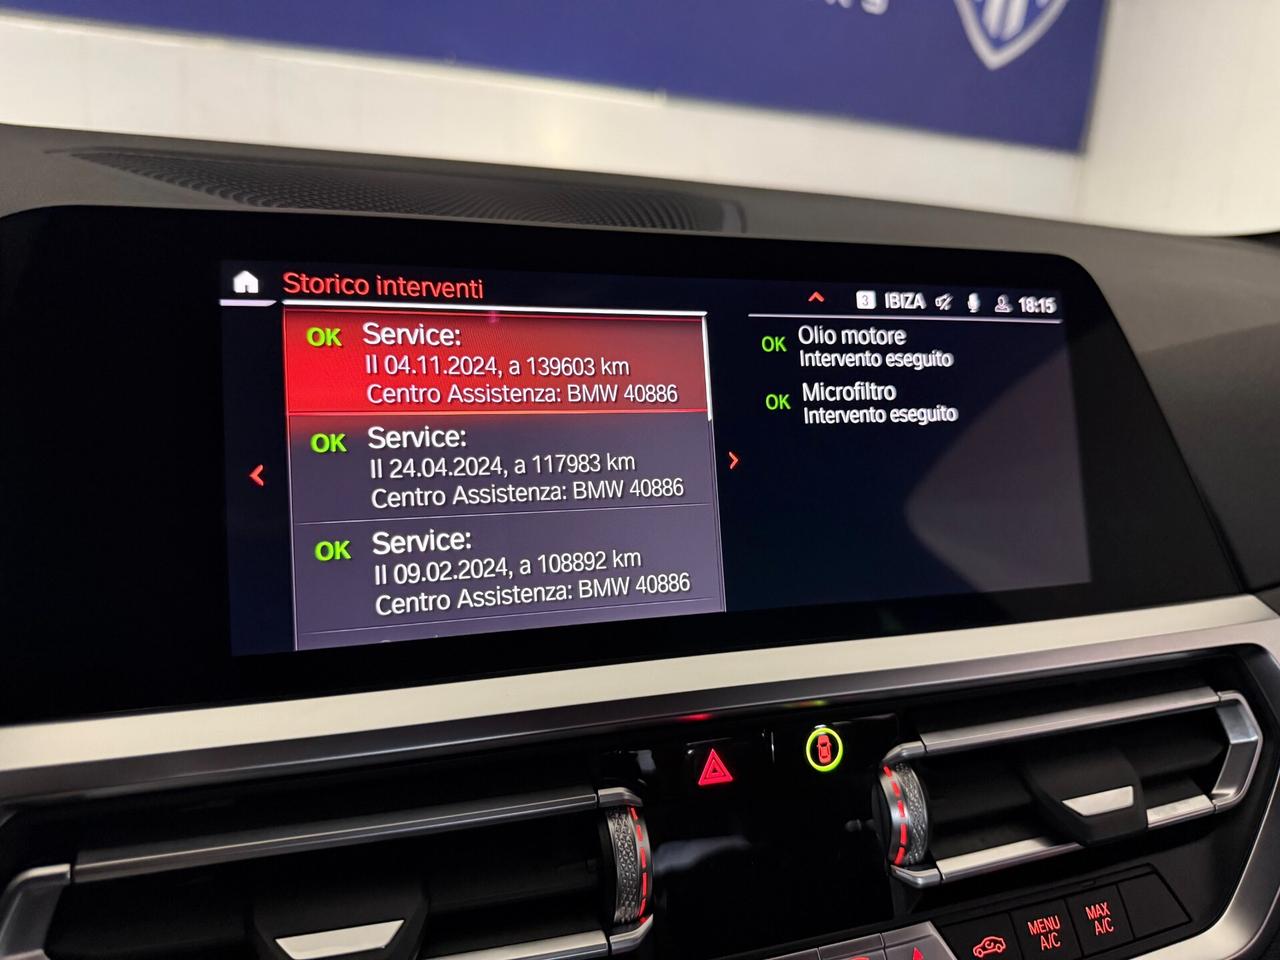 Storico interventi
3 IBIZA 18:15
OK Service:
Il 04.11.2024, a 139603 km
Centro Assistenza: BMW 40886
OK Service:
Il 24.04.2024, a 117983 km
Centro Assistenza: BMW 40886
OK Service:
Il 09.02.2024, a 108892 km
Centro Assistenza: BMW 40886
OK Olio motore
Intervento eseguito
OK Microfiltro
Intervento eseguito
MENU
A/C
MAX
A/C